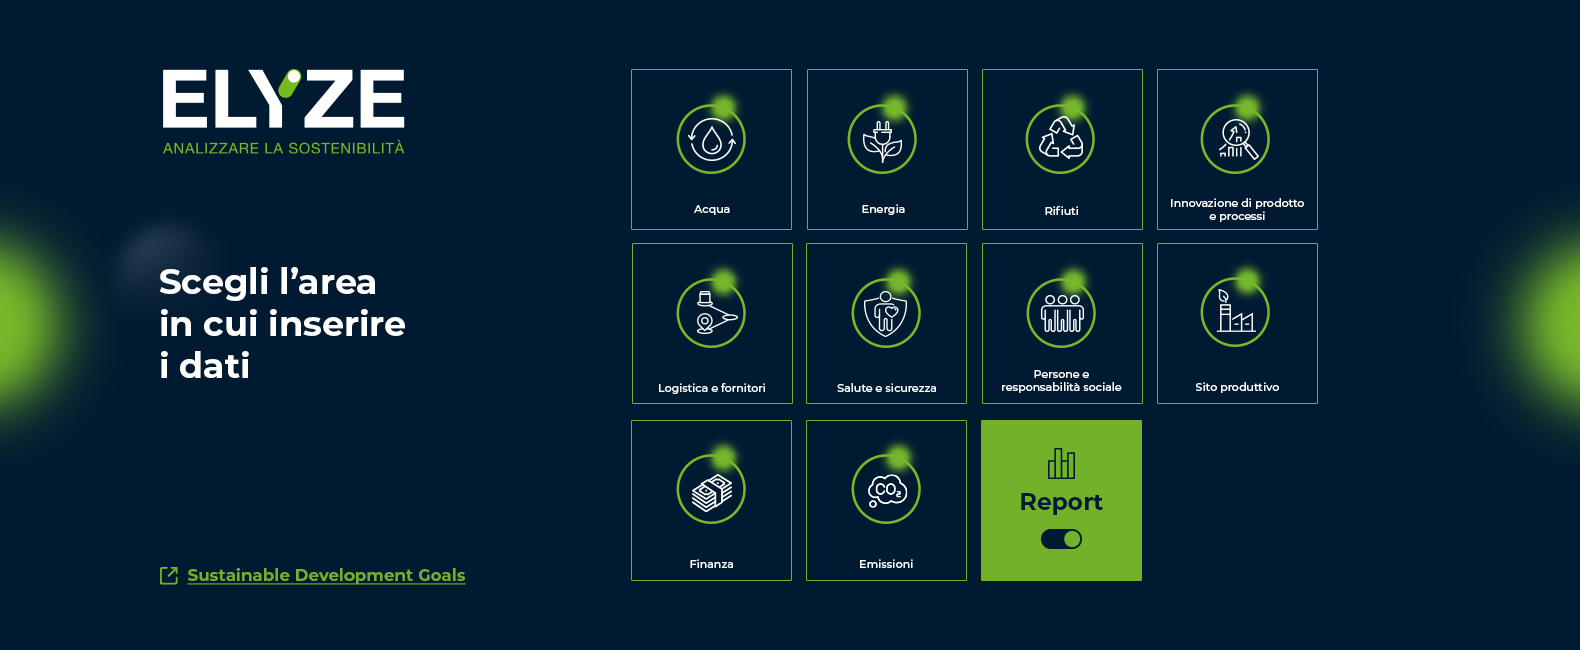 ELYZE
ANALIZZARE LA SOSTENIBILITÀ
Scegli l’area
in cui inserire
i dati
Sustainable Development Goals
Acqua
Energia
Rifiuti
Innovazione di prodotto
e processi
Logistica e fornitori
Salute e sicurezza
Persone e
responsabilità sociale
Sito produttivo
Finanza
CO2
Emissioni
Report